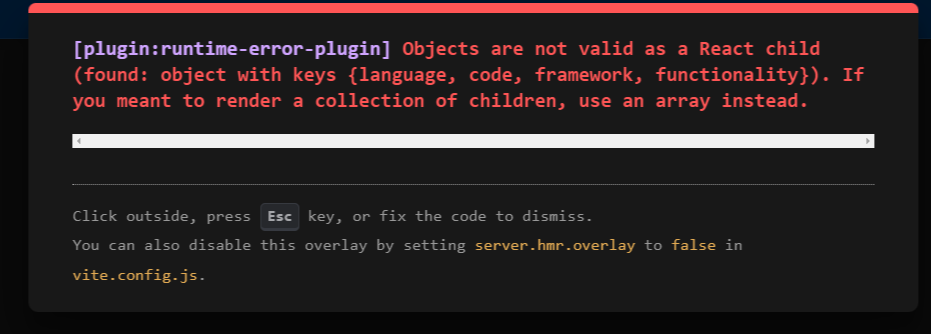 [plugin:runtime-error-plugin] Objects are not valid as a React child
(found: object with keys {language, code, framework, functionality}). If
you meant to render a collection of children, use an array instead.
Click outside, press Esc key, or fix the code to dismiss.
You can also disable this overlay by setting server.hmr.overlay to false in
vite.config.js.